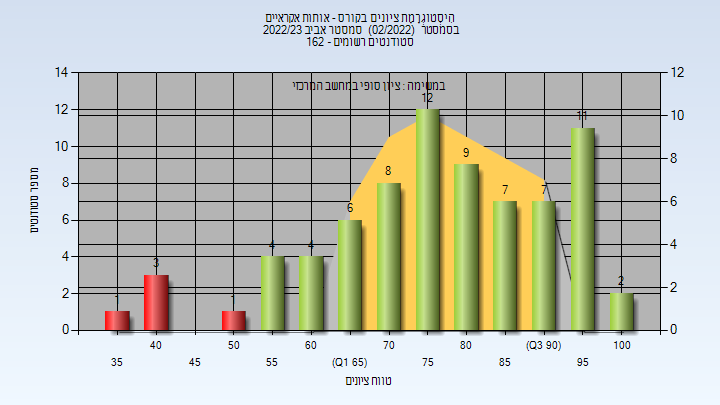 היסטוגרמת ציונים בקורס - אותות אקראיים
בסמסטר (02/2022) סמסטר אביב 2022/23
סטודנטים רשומים - 162
במשימה : ציון סופי במחשב המרכזי
מספר סטודנטים
14 12 10 8 6 4 2 0
12 10 8 6 4 2 0
1 3 1 4 4 6 8 12 9 7 7 11 2
40 50 60 70 80 (Q3 90) 100
35 45 55 (Q1 65) 75 85 95
טווח ציונים